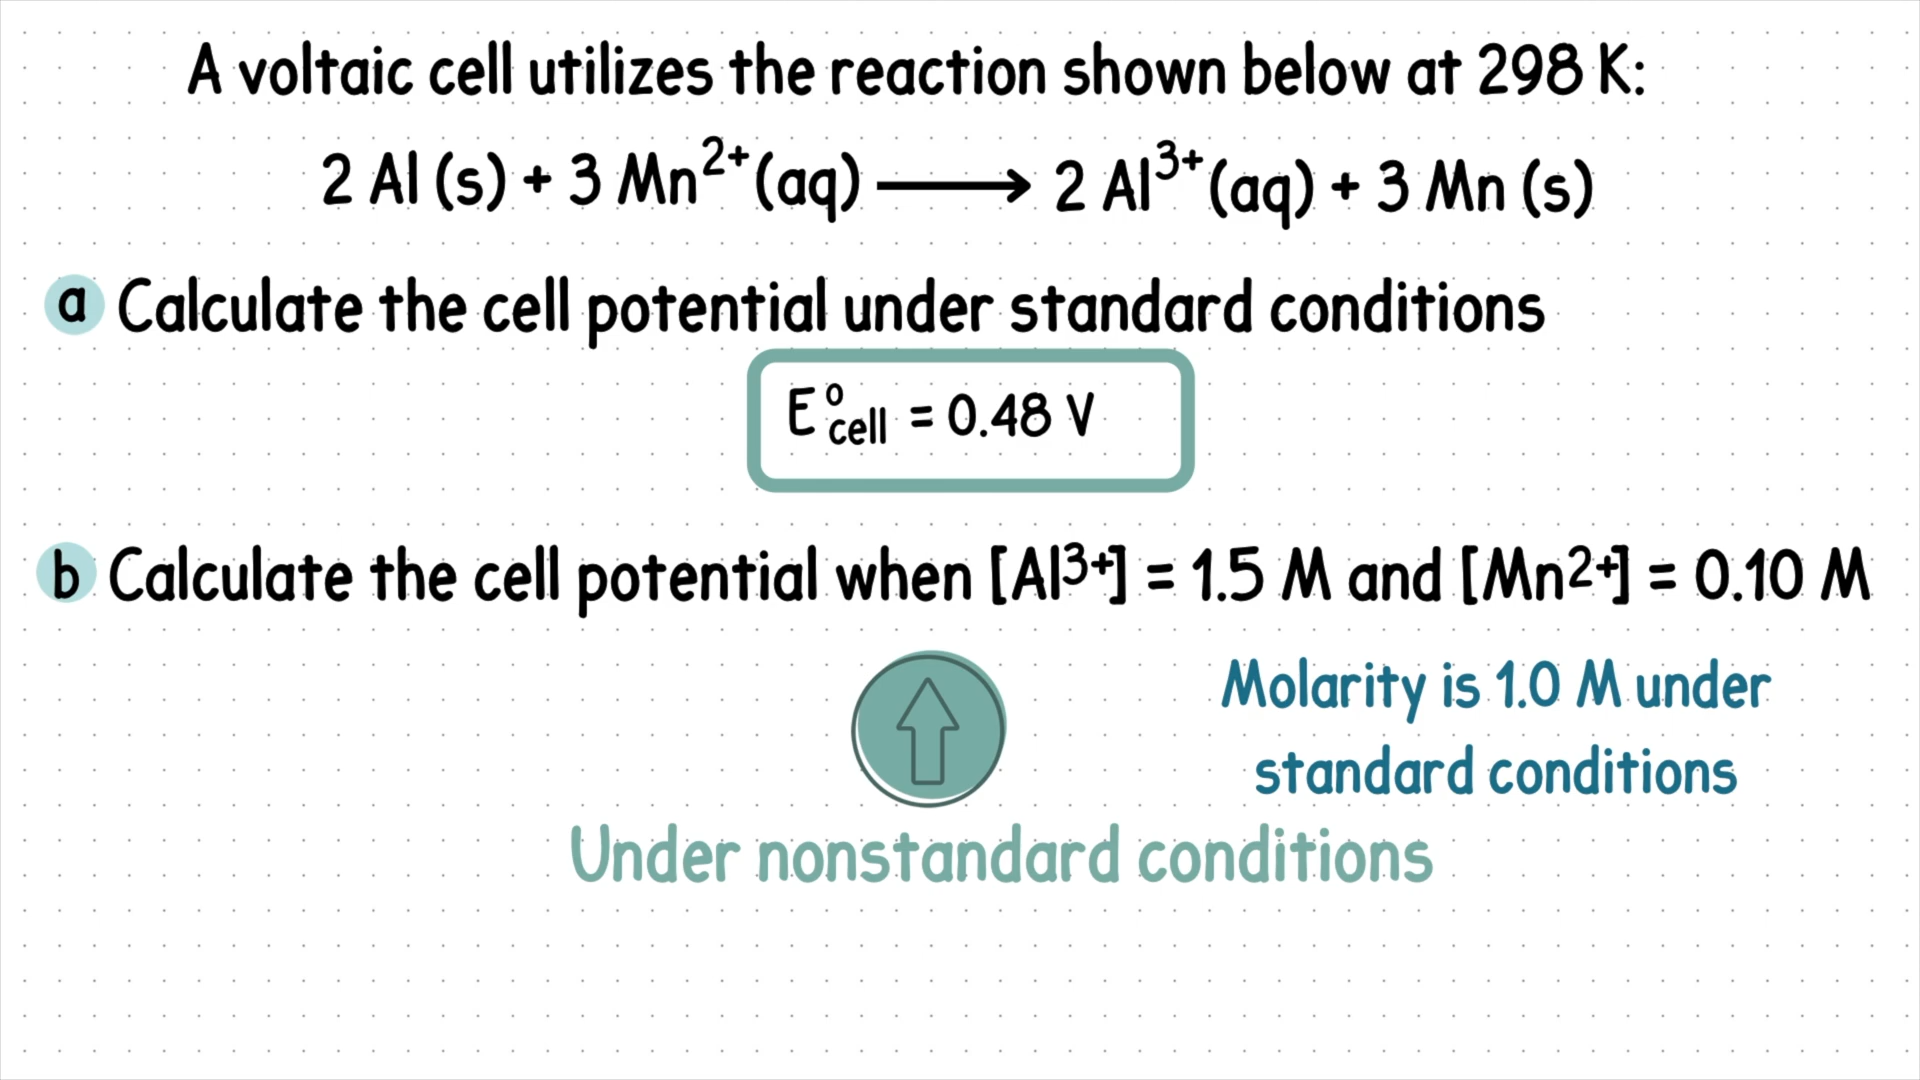 A voltaic cell utilizes the reaction shown below at 298 K:
2 Al (s) + 3 Mn²⁺(aq) ⟶ 2 Al³⁺(aq) + 3 Mn (s)
a Calculate the cell potential under standard conditions
E°cell = 0.48 V
b Calculate the cell potential when [Al³⁺] = 1.5 M and [Mn²⁺] = 0.10 M
Molarity is 1.0 M under
standard conditions
Under nonstandard conditions